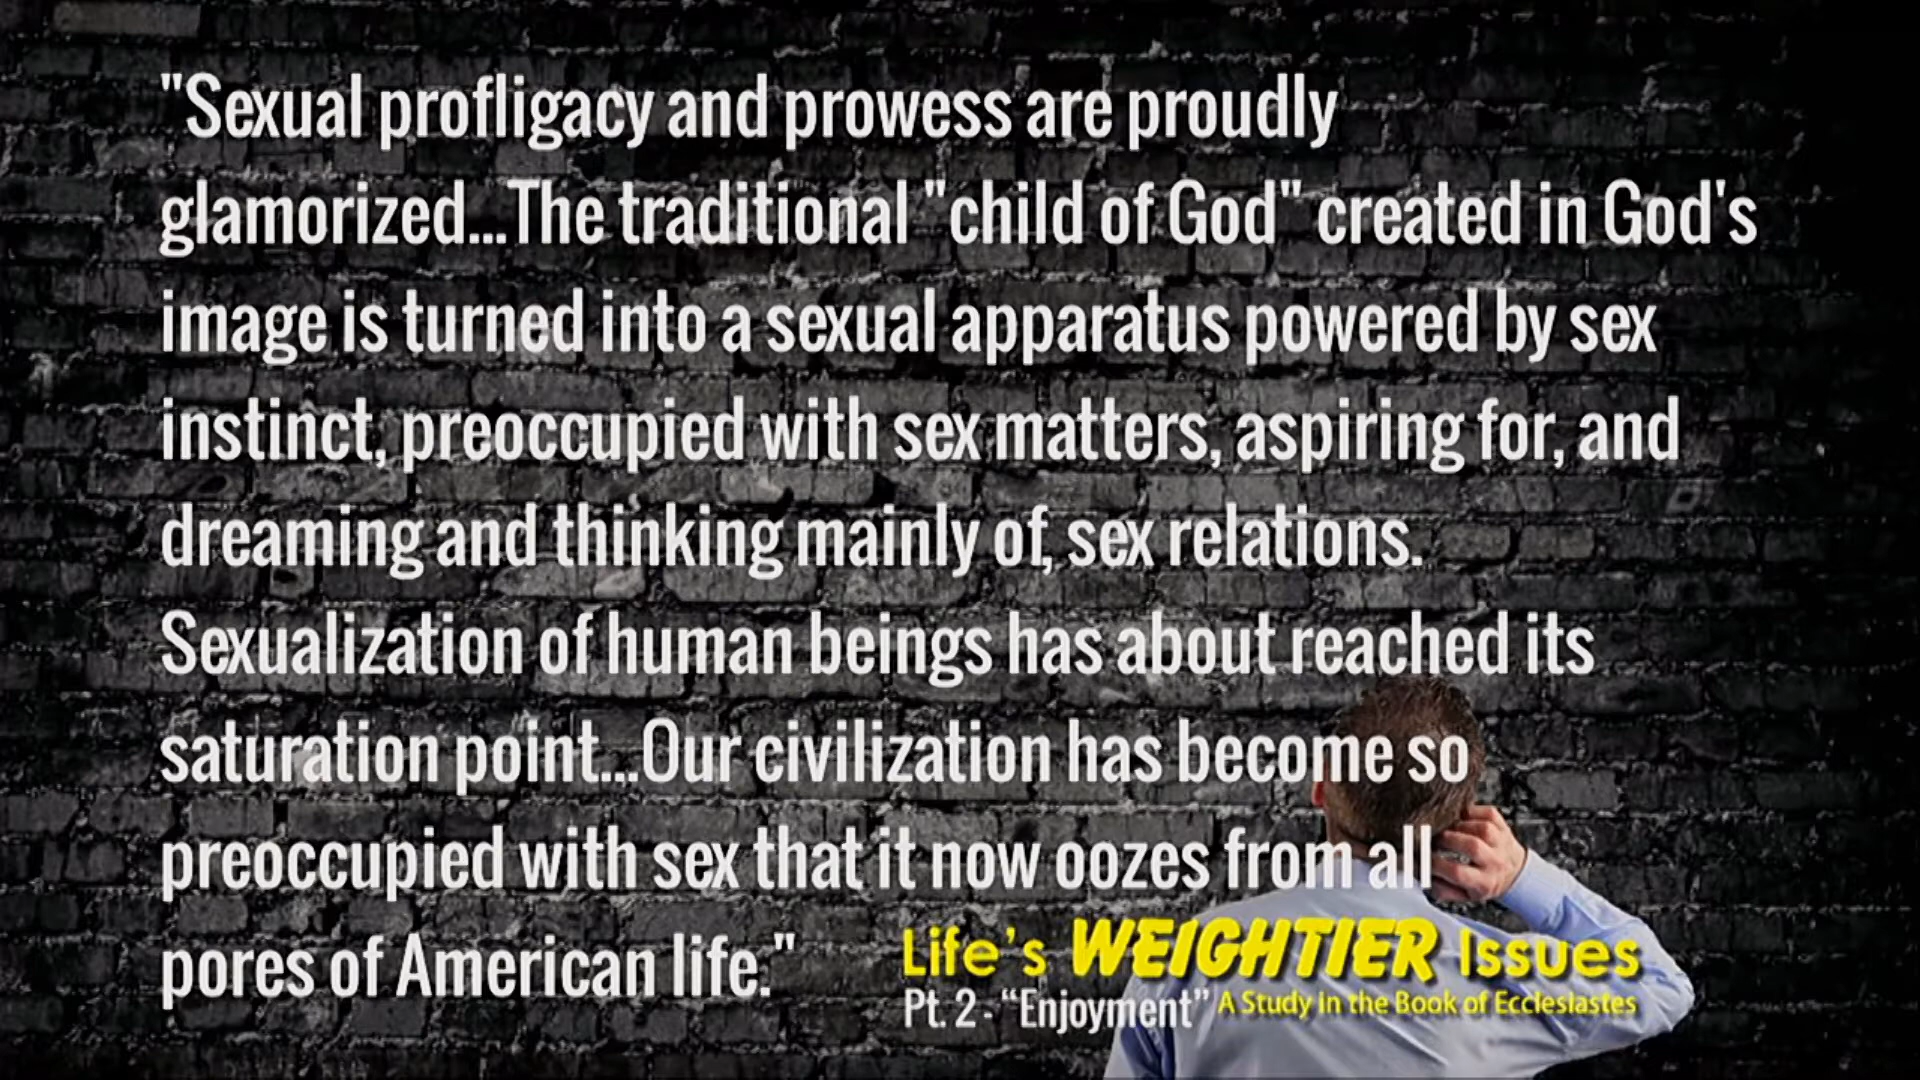 "Sexual profligacy and prowess are proudly
glamorized...The traditional "child of God" created in God's
image is turned into a sexual apparatus powered by sex
instinct, preoccupied with sex matters, aspiring for, and
dreaming and thinking mainly of, sex relations.
Sexualization of human beings has about reached its
saturation point...Our civilization has become so
preoccupied with sex that it now oozes from all
pores of American life."
Life's WEIGHTIER Issues
Pt. 2 - “Enjoyment” A Study in the Book of Ecclesiastes